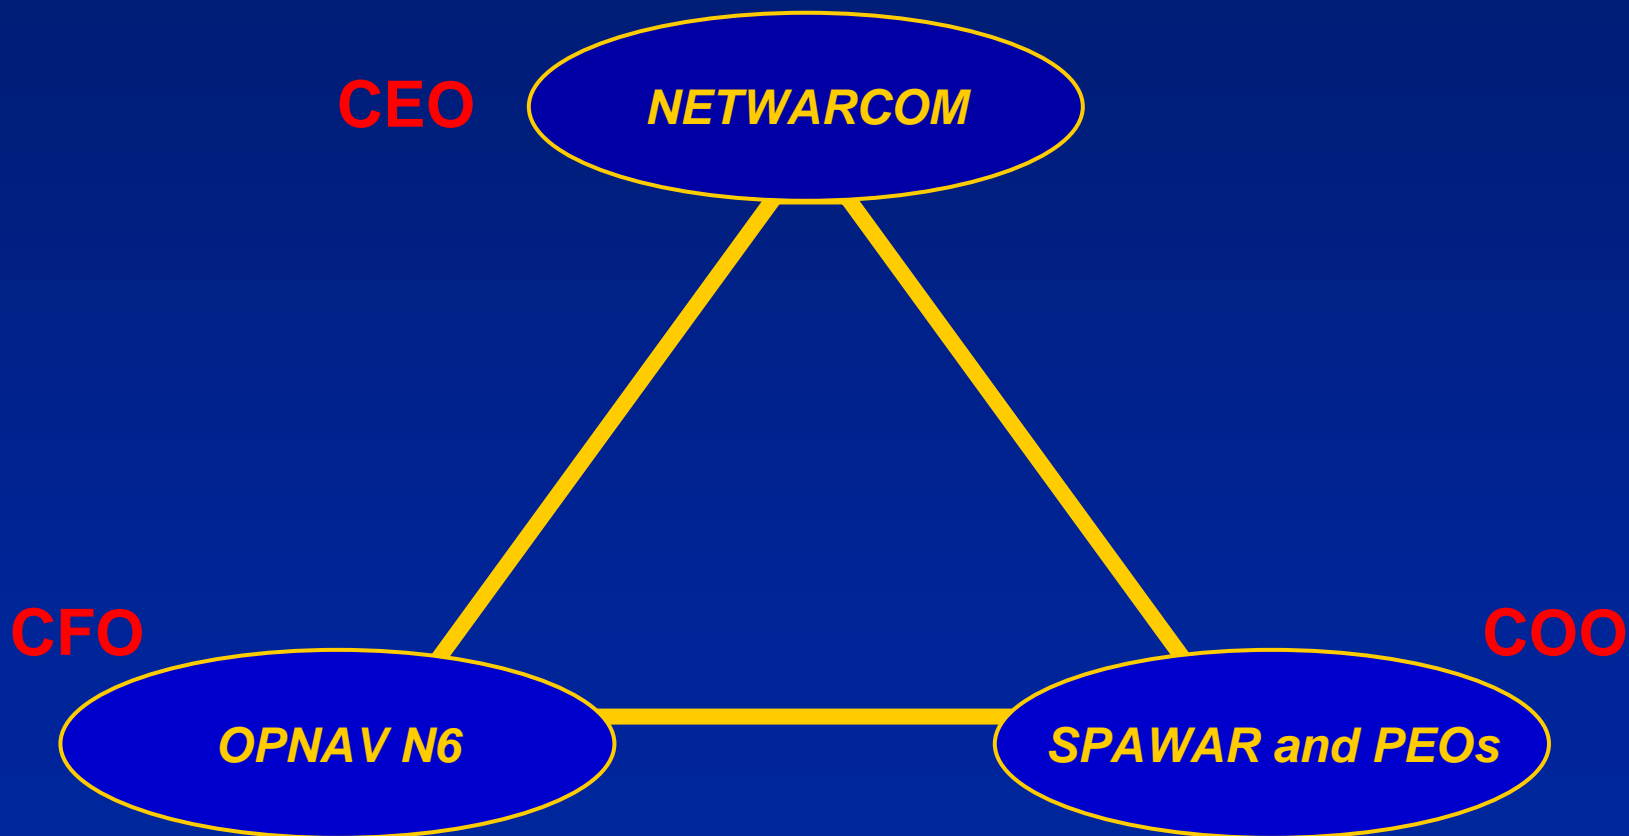 CEO
NETWARCOM
CFO
COO
OPNAV N6
SPAWAR and PEOs